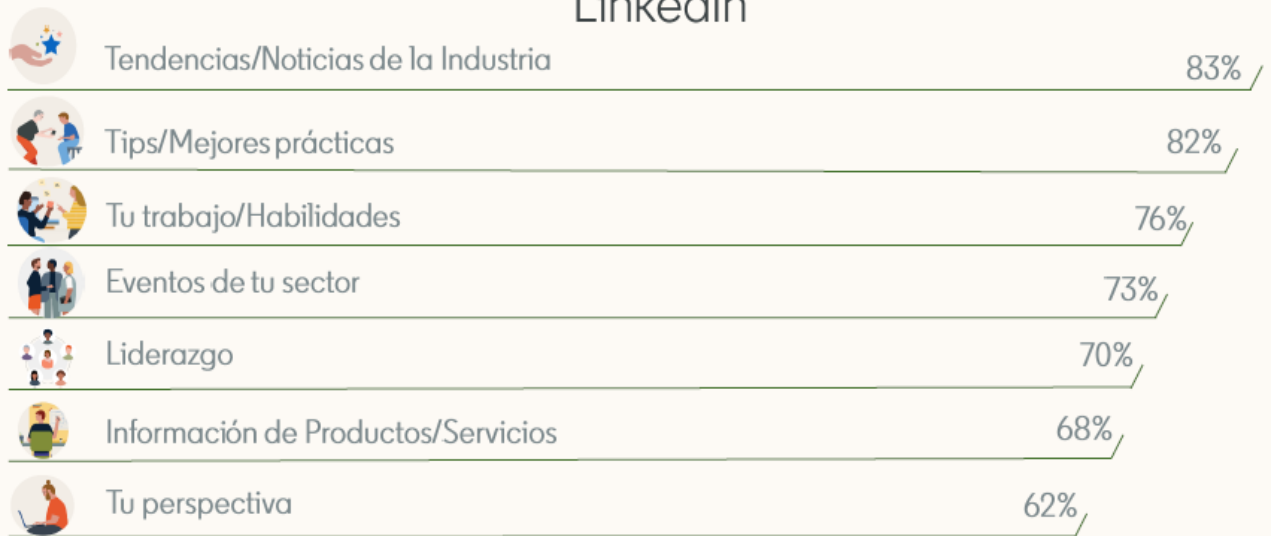 LinkedIn
Tendencias/Noticias de la Industria
83%
Tips/Mejores prácticas
82%
Tu trabajo/Habilidades
76%
Eventos de tu sector
73%
Liderazgo
70%
Información de Productos/Servicios
68%
Tu perspectiva
62%